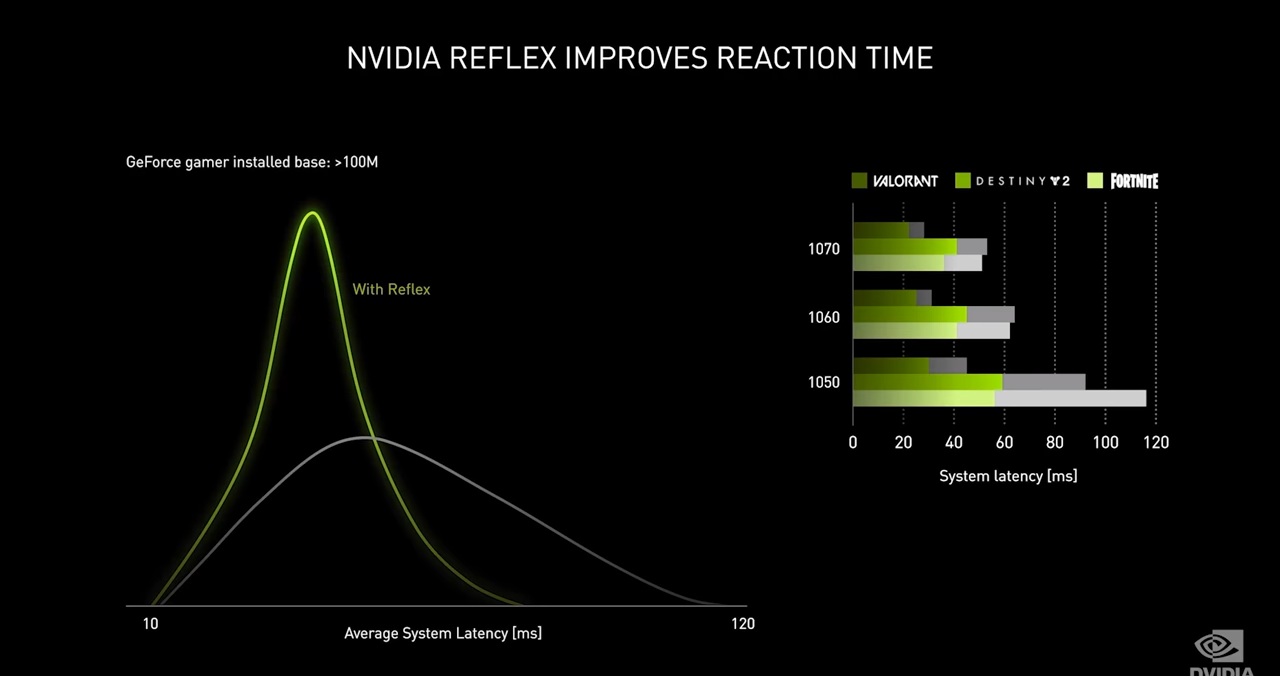 NVIDIA REFLEX IMPROVES REACTION TIME
GeForce gamer installed base: >100M
With Reflex
10
120
Average System Latency [ms]
VALORANT DESTINY 2 FORTNITE
1070
1060
1050
0 20 40 60 80 100 120
System latency [ms]
NVIDIA